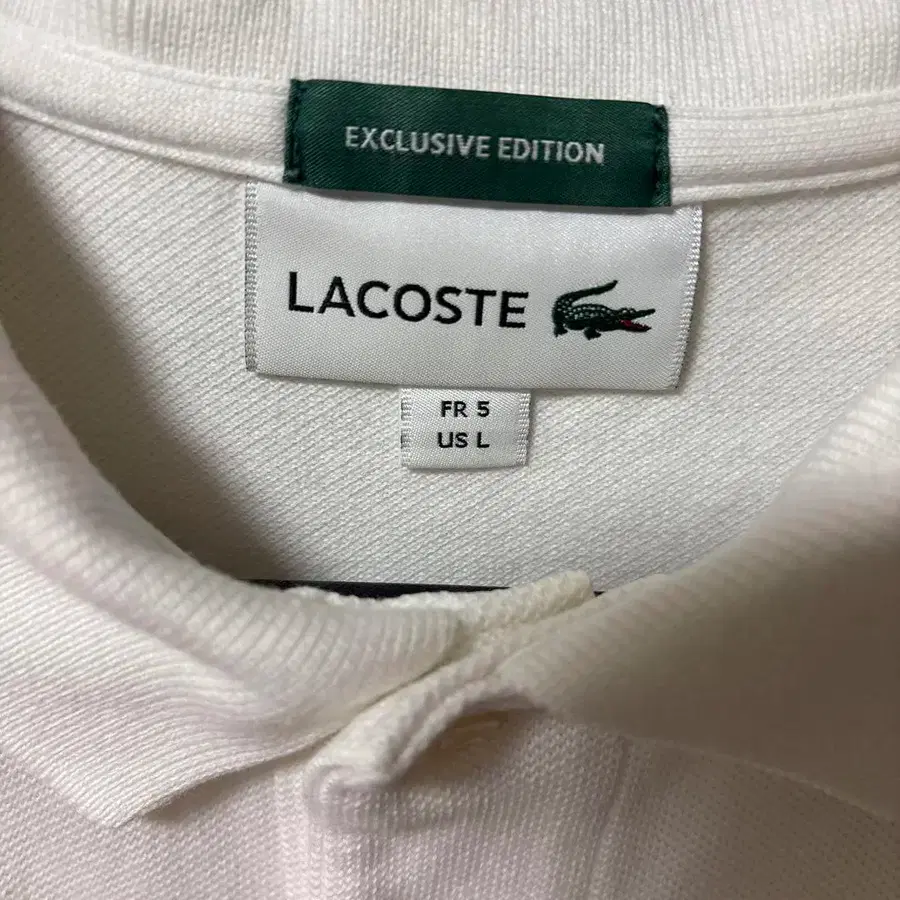 EXCLUSIVE EDITION
LACOSTE
FR 5
US L